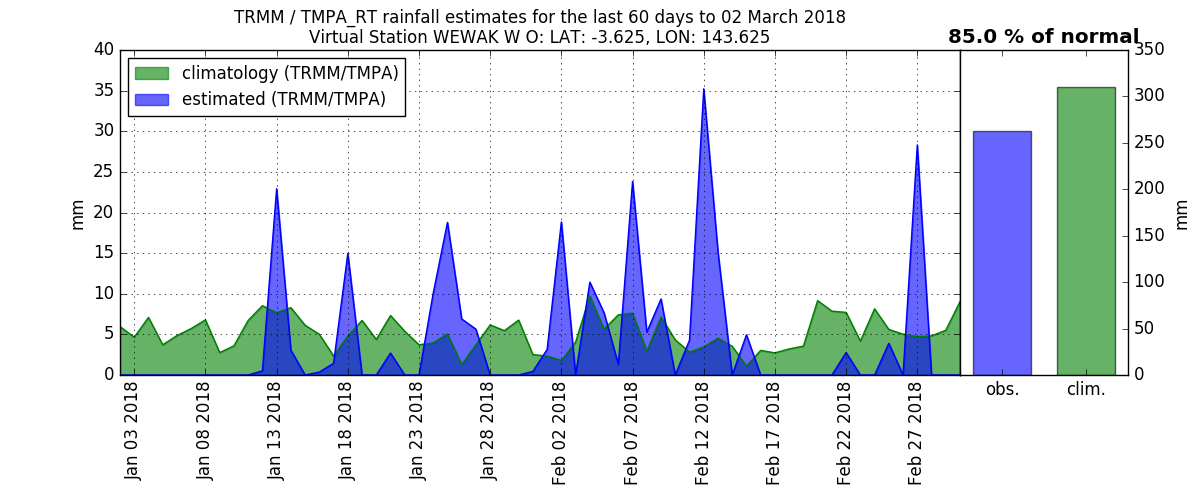 TRMM / TMPA_RT rainfall estimates for the last 60 days to 02 March 2018
Virtual Station WEWAK W O: LAT: -3.625, LON: 143.625
85.0 % of normal
climatology (TRMM/TMPA)
estimated (TRMM/TMPA)
40
35
30
25
20
15
10
5
0
mm
Jan 03 2018
Jan 08 2018
Jan 13 2018
Jan 18 2018
Jan 23 2018
Jan 28 2018
Feb 02 2018
Feb 07 2018
Feb 12 2018
Feb 17 2018
Feb 22 2018
Feb 27 2018
obs.
clim.
350
300
250
200
150
100
50
0
mm